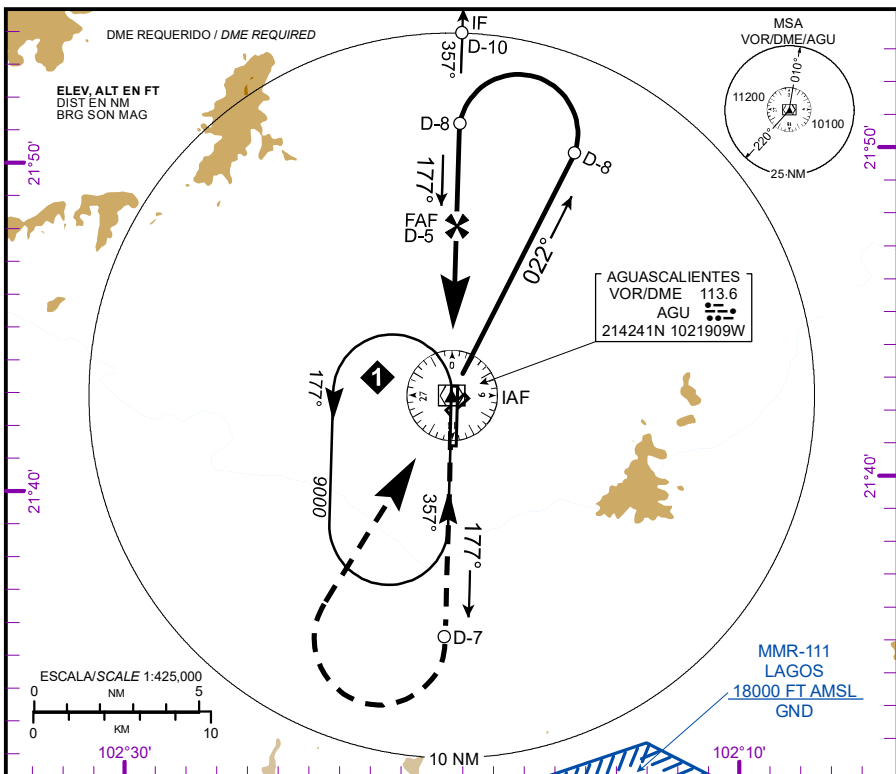 DME REQUERIDO / DME REQUIRED
IF
D-10
357°
MSA
VOR/DME/AGU
010°
11200
10100
220°
25 NM
ELEV, ALT EN FT
DIST EN NM
BRG SON MAG
21°50'
21°50'
D-8
D-8
177°
FAF
D-5
022°
AGUASCALIENTES
VOR/DME 113.6
AGU
214241N 1021909W
1
177°
0
9
27
IAF
21°40'
21°40'
9000
357°
177°
D-7
MMR-111
LAGOS
18000 FT AMSL
GND
ESCALA/SCALE 1:425,000
0 NM 5
0 KM 10
102°30'
10 NM
102°10'